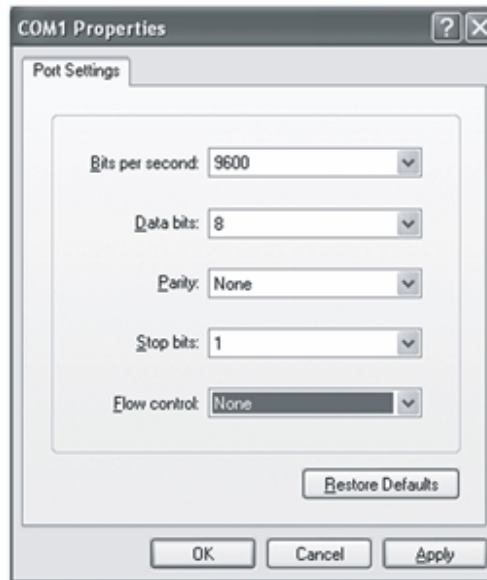 COM1 Properties
Port Settings
Bits per second: 9600
Data bits: 8
Parity: None
Stop bits: 1
Flow control: None
Restore Defaults
OK Cancel Apply